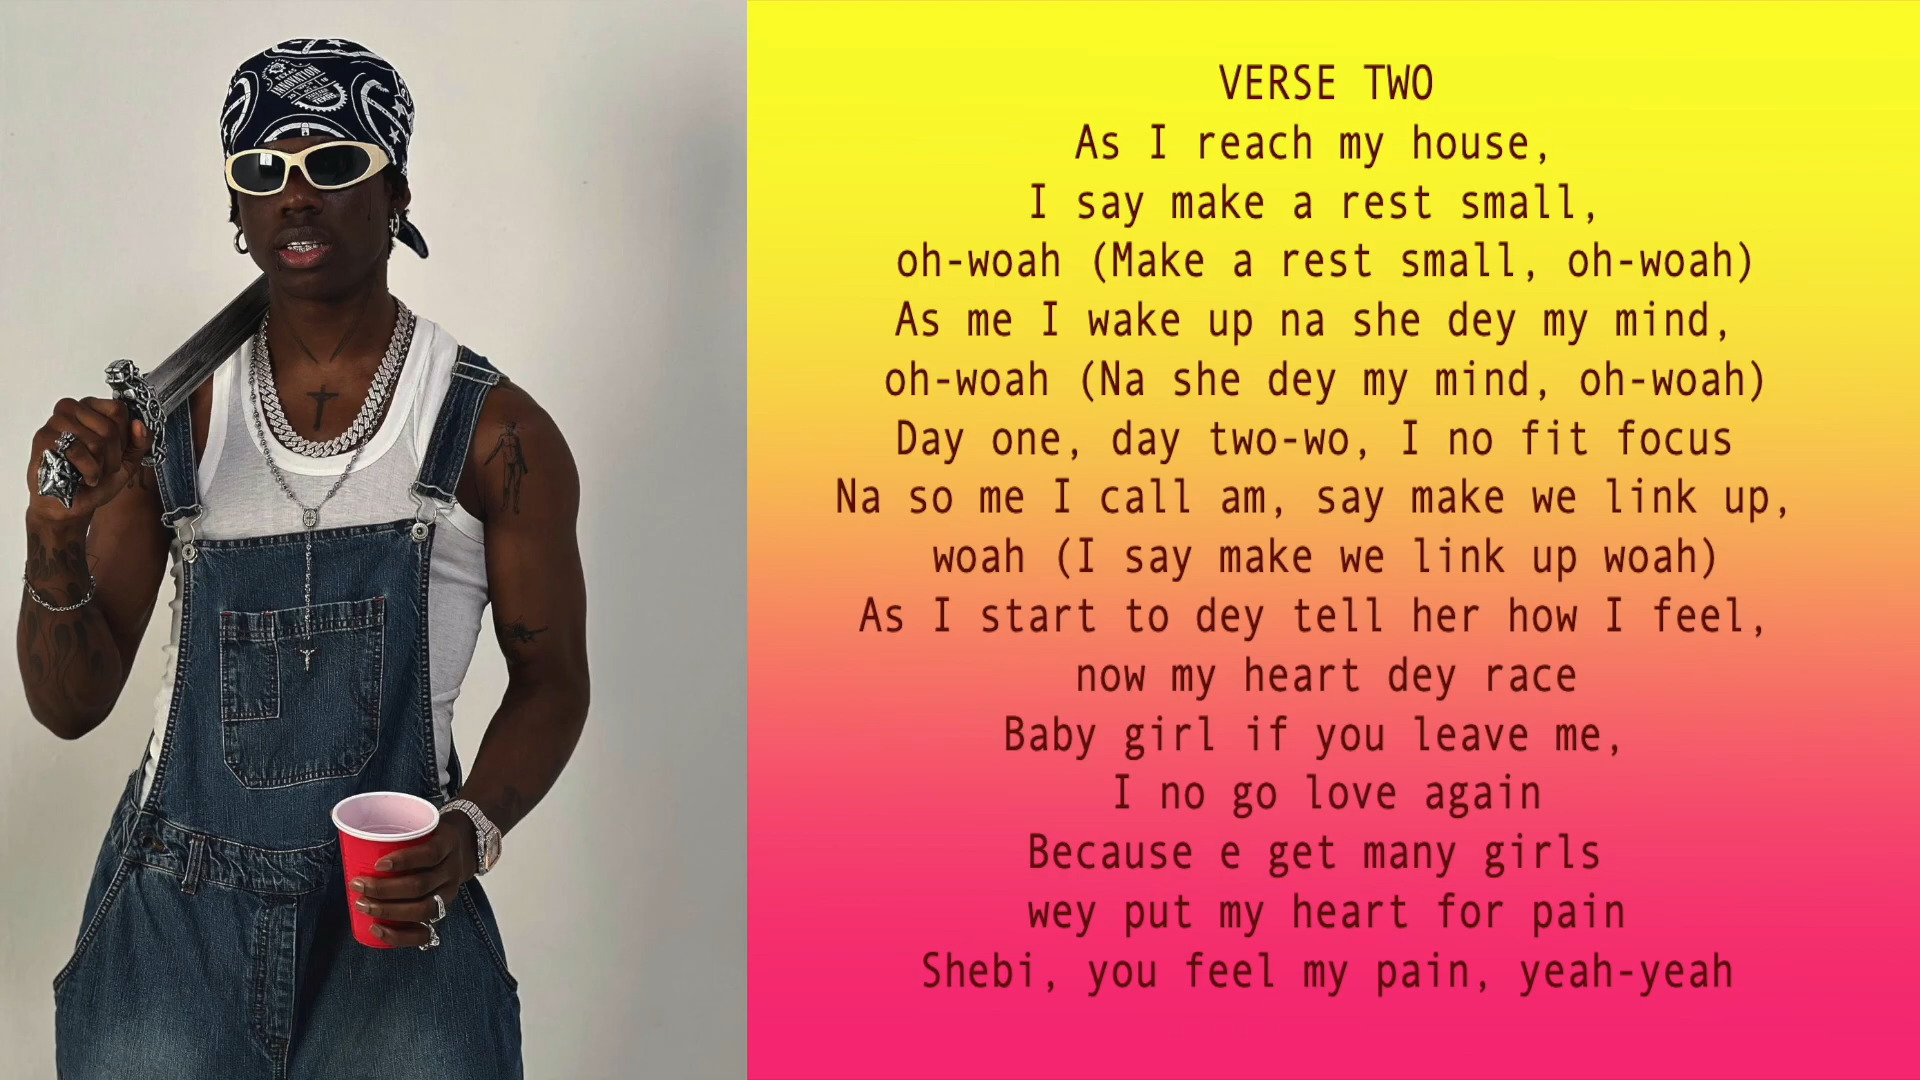 TEXAS
INNOVATION
TEXAS
VERSE TWO
As I reach my house,
I say make a rest small,
oh-woah (Make a rest small, oh-woah)
As me I wake up na she dey my mind,
oh-woah (Na she dey my mind, oh-woah)
Day one, day two-wo, I no fit focus
Na so me I call am, say make we link up,
woah (I say make we link up woah)
As I start to dey tell her how I feel,
now my heart dey race
Baby girl if you leave me,
I no go love again
Because e get many girls
wey put my heart for pain
Shebi, you feel my pain, yeah-yeah